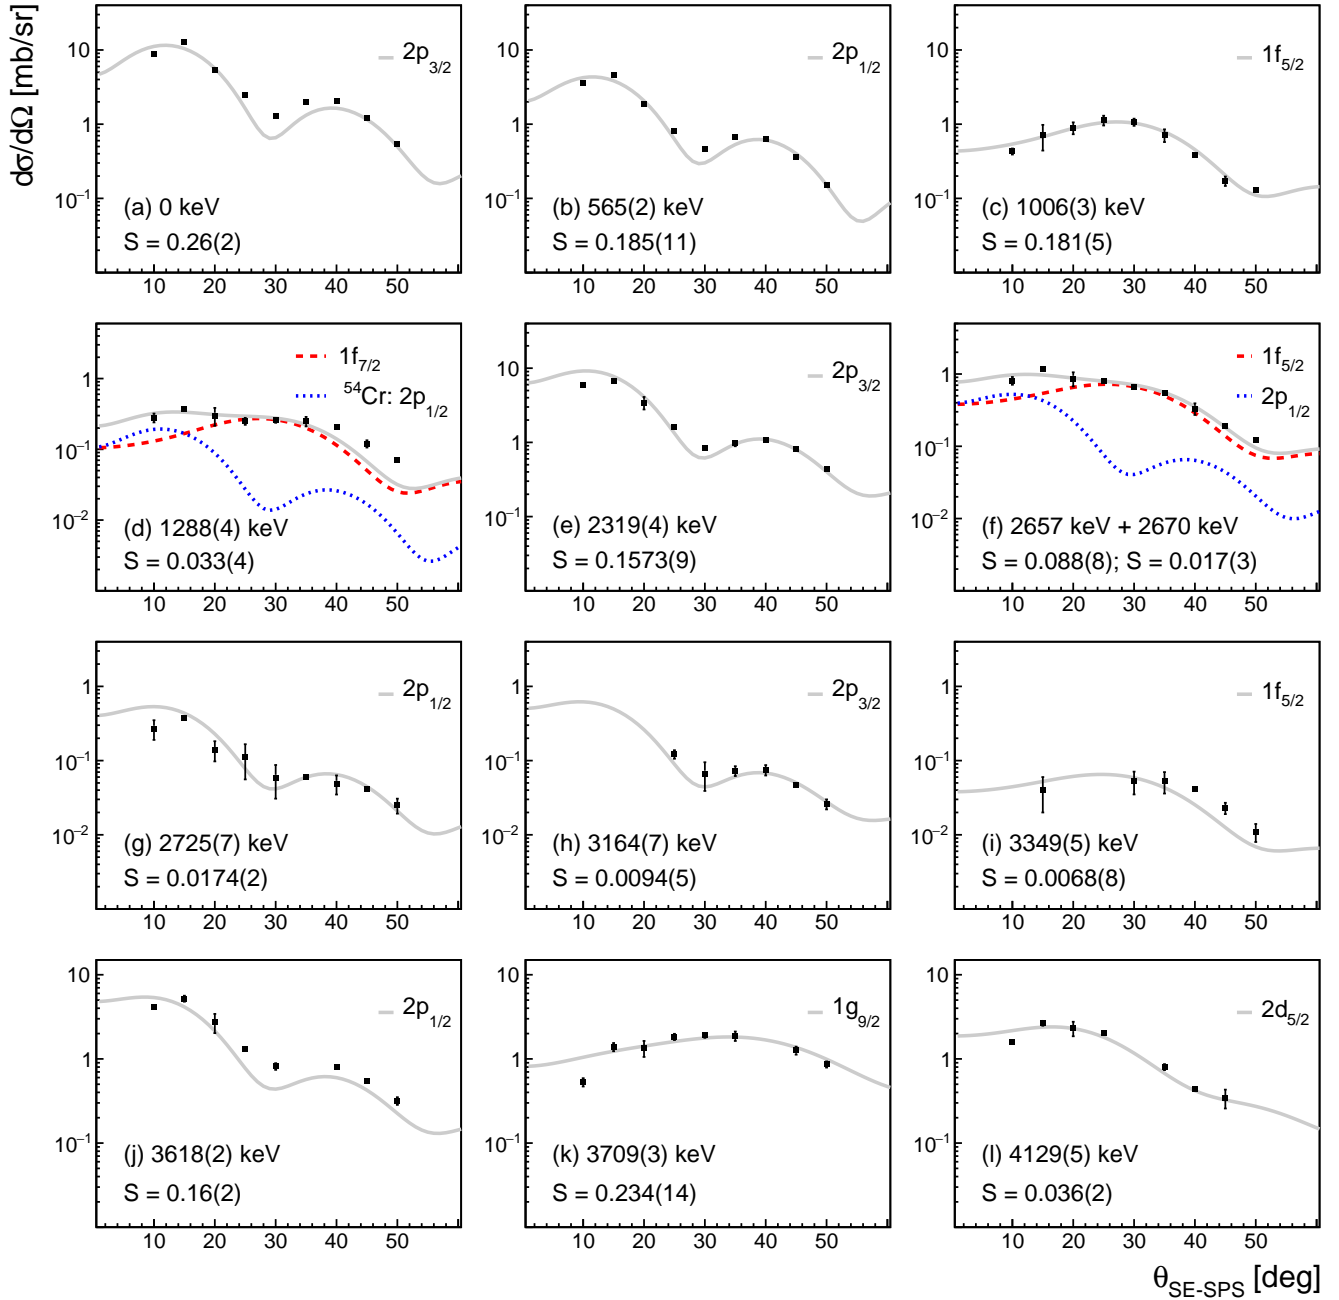 dσ/dΩ [mb/sr]
10
1
10⁻¹
2p₃/₂
(a) 0 keV
S = 0.26(2)
10 20 30 40 50
10
1
10⁻¹
2p₁/₂
(b) 565(2) keV
S = 0.185(11)
10 20 30 40 50
10
1
10⁻¹
1f₅/₂
(c) 1006(3) keV
S = 0.181(5)
10 20 30 40 50
1
10⁻¹
10⁻²
1f₇/₂
⁵⁴Cr: 2p₁/₂
(d) 1288(4) keV
S = 0.033(4)
10 20 30 40 50
10
1
10⁻¹
2p₃/₂
(e) 2319(4) keV
S = 0.1573(9)
10 20 30 40 50
1
10⁻¹
10⁻²
1f₅/₂
2p₁/₂
(f) 2657 keV + 2670 keV
S = 0.088(8); S = 0.017(3)
10 20 30 40 50
1
10⁻¹
10⁻²
2p₁/₂
(g) 2725(7) keV
S = 0.0174(2)
10 20 30 40 50
1
10⁻¹
10⁻²
2p₃/₂
(h) 3164(7) keV
S = 0.0094(5)
10 20 30 40 50
1
10⁻¹
10⁻²
1f₅/₂
(i) 3349(5) keV
S = 0.0068(8)
10 20 30 40 50
10
1
10⁻¹
2p₁/₂
(j) 3618(2) keV
S = 0.16(2)
10 20 30 40 50
10
1
10⁻¹
1g₉/₂
(k) 3709(3) keV
S = 0.234(14)
10 20 30 40 50
10
1
10⁻¹
2d₅/₂
(l) 4129(5) keV
S = 0.036(2)
10 20 30 40 50
θSE-SPS [deg]